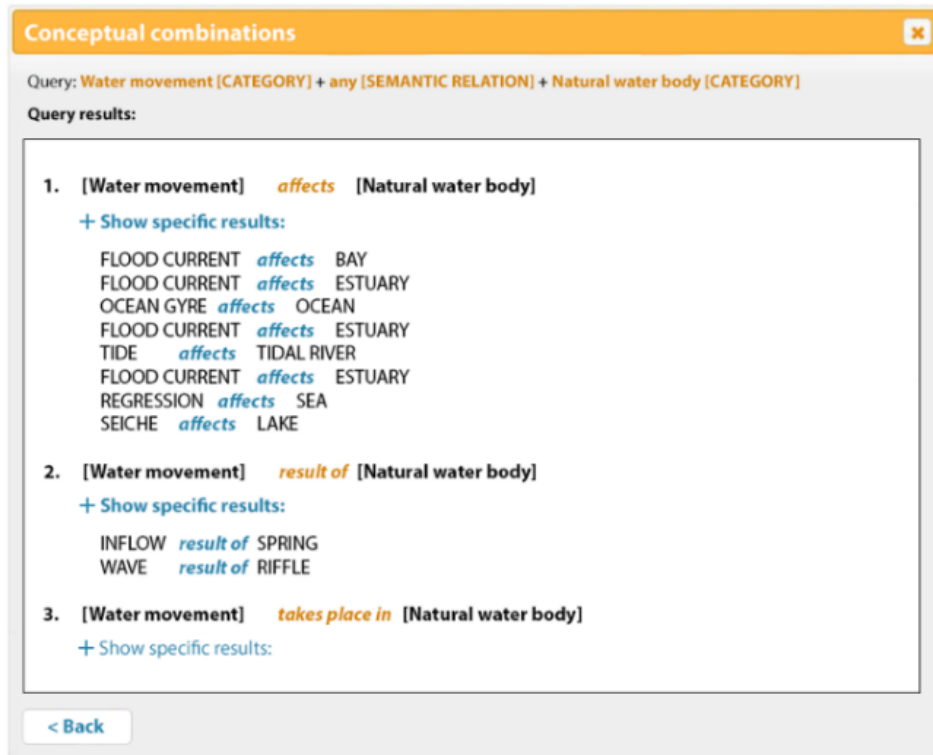 Conceptual combinations
Query: Water movement [CATEGORY] + any [SEMANTIC RELATION] + Natural water body [CATEGORY]
Query results:
1. [Water movement] affects [Natural water body]
+ Show specific results:
FLOOD CURRENT affects BAY
FLOOD CURRENT affects ESTUARY
OCEAN GYRE affects OCEAN
FLOOD CURRENT affects ESTUARY
TIDE affects TIDAL RIVER
FLOOD CURRENT affects ESTUARY
REGRESSION affects SEA
SEICHE affects LAKE
2. [Water movement] result of [Natural water body]
+ Show specific results:
INFLOW result of SPRING
WAVE result of RIFFLE
3. [Water movement] takes place in [Natural water body]
+ Show specific results:
< Back